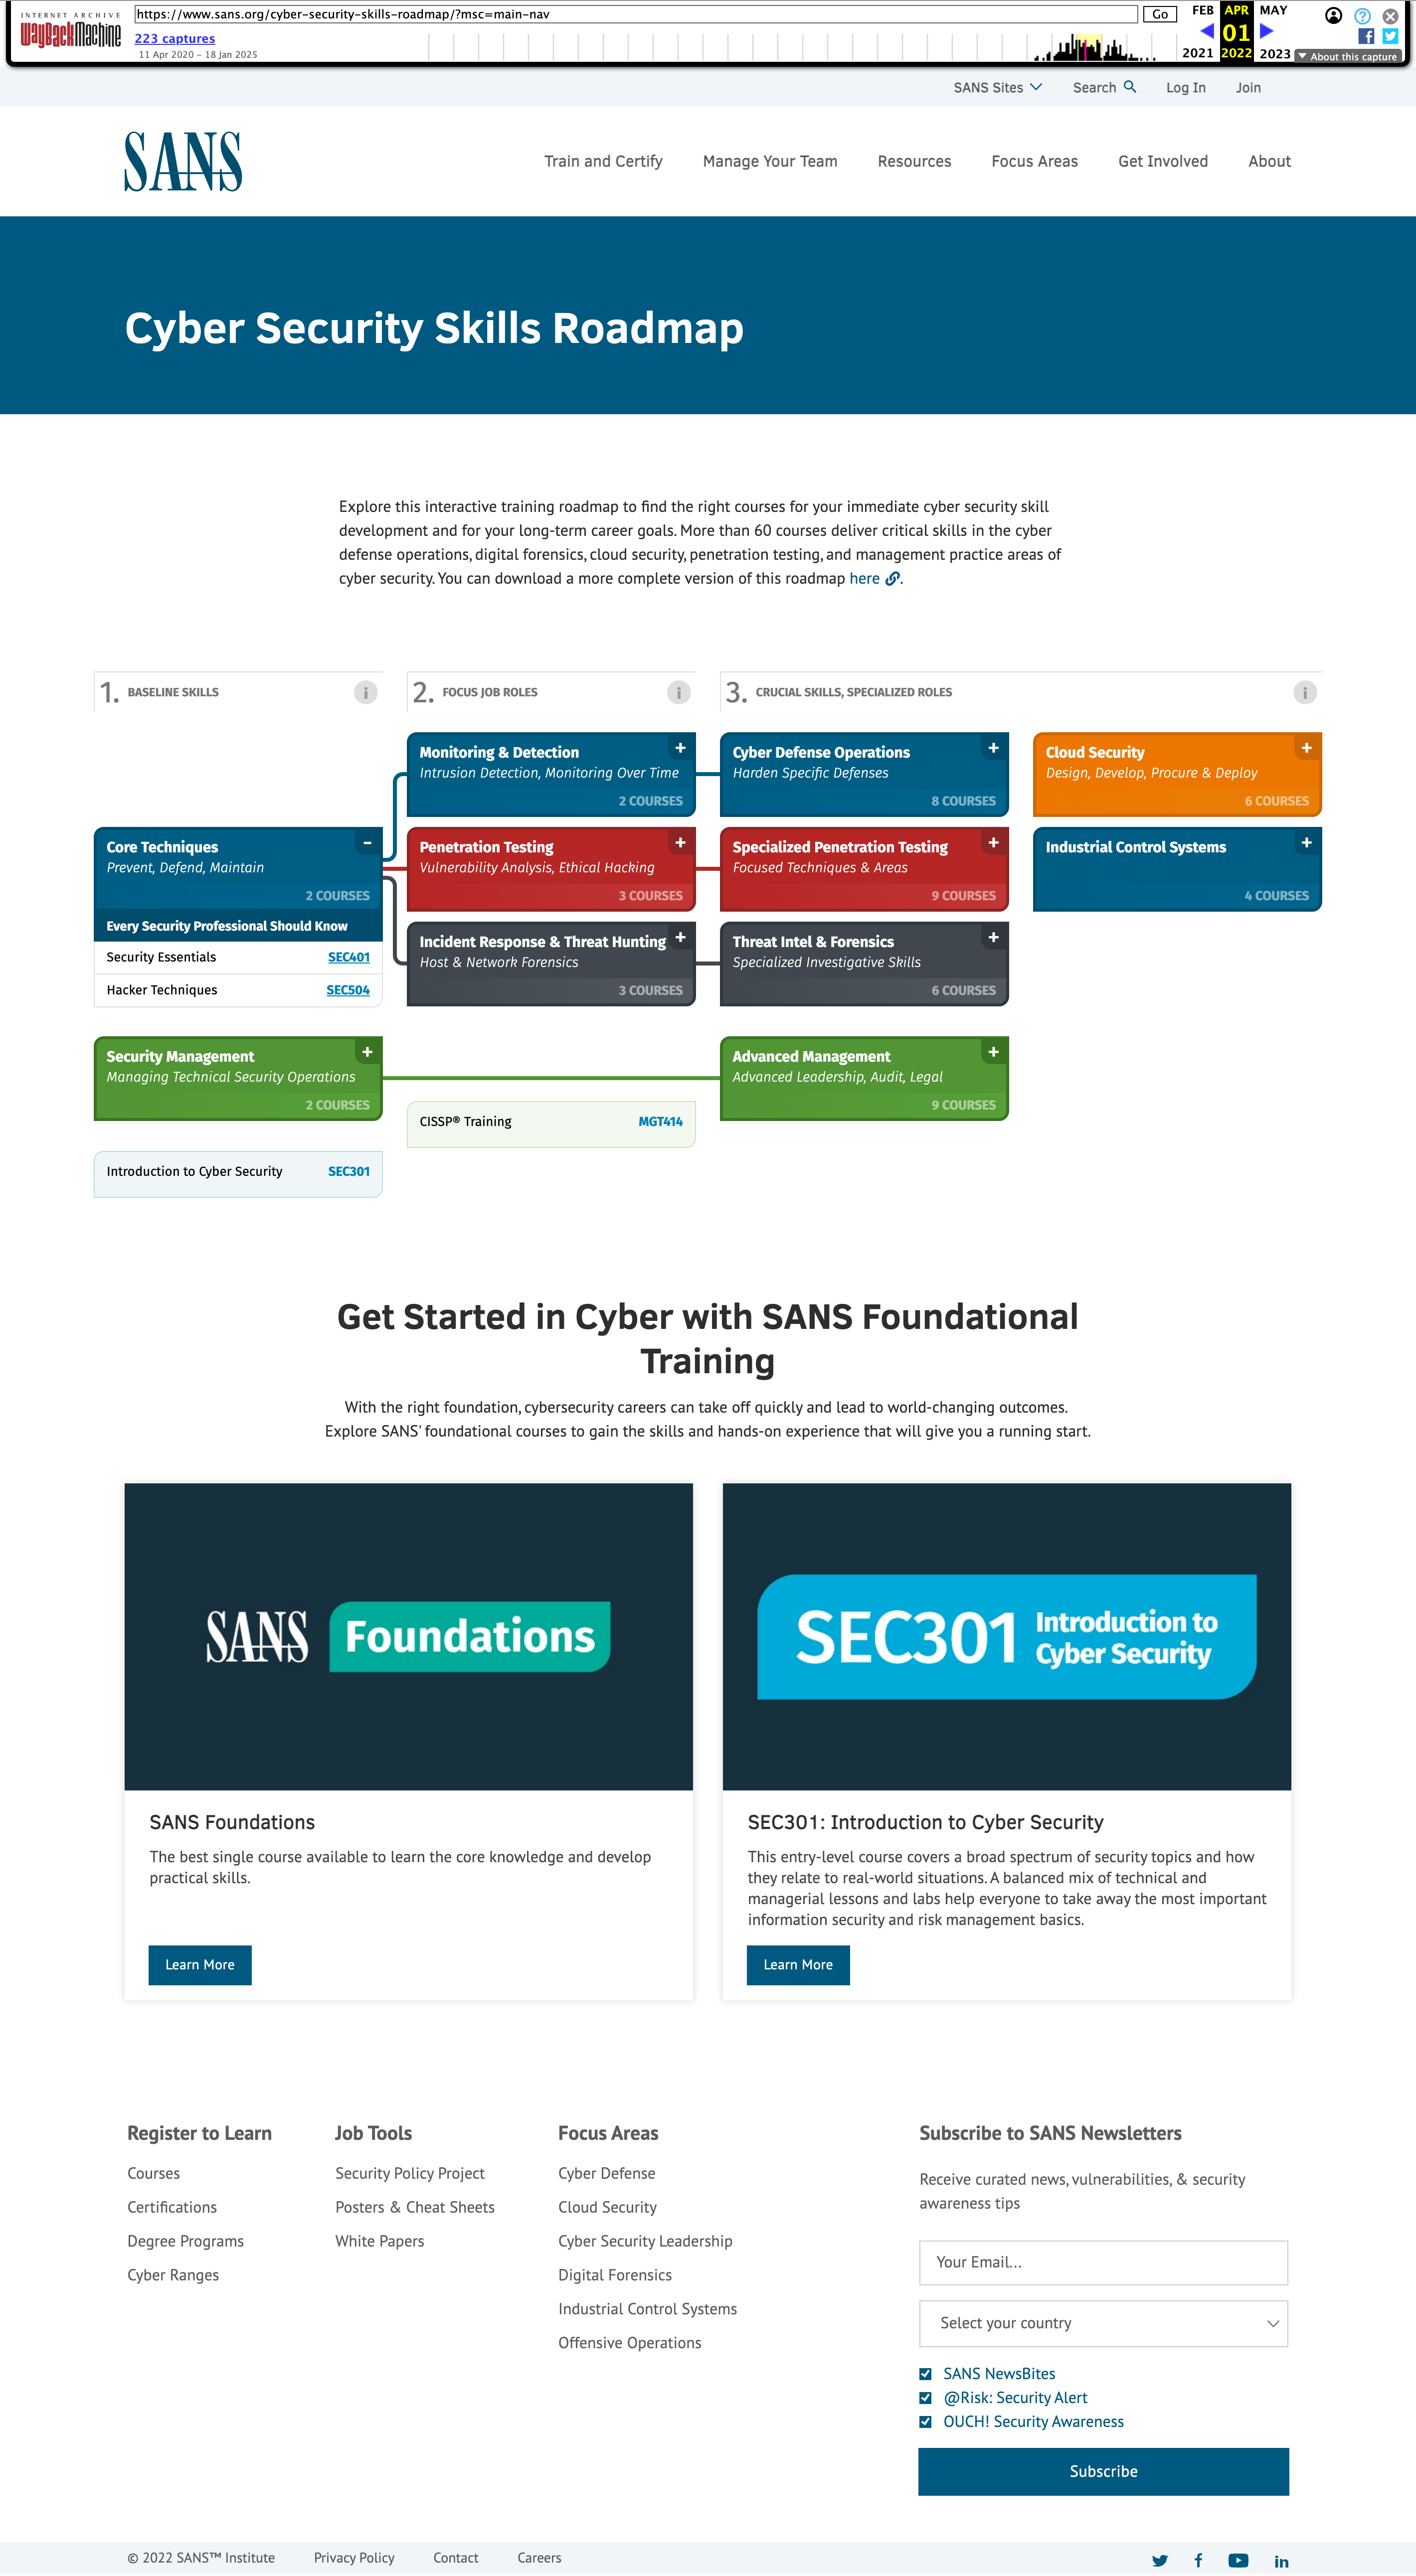 INTERNET ARCHIVE
WayBackMachine
https://www.sans.org/cyber-security-skills-roadmap/?msc=main-nav
Go
FEB APR MAY
223 captures
01
11 Apr 2020 – 18 Jan 2025
2021 2022 2023
About this capture
SANS Sites
Search
Log In
Join
SANS
Train and Certify
Manage Your Team
Resources
Focus Areas
Get Involved
About
Cyber Security Skills Roadmap
Explore this interactive training roadmap to find the right courses for your immediate cyber security skill
development and for your long-term career goals. More than 60 courses deliver critical skills in the cyber
defense operations, digital forensics, cloud security, penetration testing, and management practice areas of
cyber security. You can download a more complete version of this roadmap here.
1. BASELINE SKILLS
i
2. FOCUS JOB ROLES
i
3. CRUCIAL SKILLS, SPECIALIZED ROLES
i
Core Techniques
-
Prevent, Defend, Maintain
2 COURSES
Every Security Professional Should Know
Security Essentials SEC401
Hacker Techniques SEC504
Security Management
+
Managing Technical Security Operations
2 COURSES
Introduction to Cyber Security SEC301
Monitoring & Detection
+
Intrusion Detection, Monitoring Over Time
2 COURSES
Penetration Testing
+
Vulnerability Analysis, Ethical Hacking
3 COURSES
Incident Response & Threat Hunting
+
Host & Network Forensics
3 COURSES
CISSP® Training MGT414
Cyber Defense Operations
+
Harden Specific Defenses
8 COURSES
Specialized Penetration Testing
+
Focused Techniques & Areas
9 COURSES
Threat Intel & Forensics
+
Specialized Investigative Skills
6 COURSES
Advanced Management
+
Advanced Leadership, Audit, Legal
9 COURSES
Cloud Security
+
Design, Develop, Procure & Deploy
6 COURSES
Industrial Control Systems
+
4 COURSES
Get Started in Cyber with SANS Foundational
Training
With the right foundation, cybersecurity careers can take off quickly and lead to world-changing outcomes.
Explore SANS' foundational courses to gain the skills and hands-on experience that will give you a running start.
SANS Foundations
SANS Foundations
The best single course available to learn the core knowledge and develop
practical skills.
Learn More
SEC301 Introduction to
Cyber Security
SEC301: Introduction to Cyber Security
This entry-level course covers a broad spectrum of security topics and how
they relate to real-world situations. A balanced mix of technical and
managerial lessons and labs help everyone to take away the most important
information security and risk management basics.
Learn More
Register to Learn
Courses
Certifications
Degree Programs
Cyber Ranges
Job Tools
Security Policy Project
Posters & Cheat Sheets
White Papers
Focus Areas
Cyber Defense
Cloud Security
Cyber Security Leadership
Digital Forensics
Industrial Control Systems
Offensive Operations
Subscribe to SANS Newsletters
Receive curated news, vulnerabilities, & security
awareness tips
Your Email...
Select your country
SANS NewsBites
@Risk: Security Alert
OUCH! Security Awareness
Subscribe
© 2022 SANS™ Institute
Privacy Policy
Contact
Careers